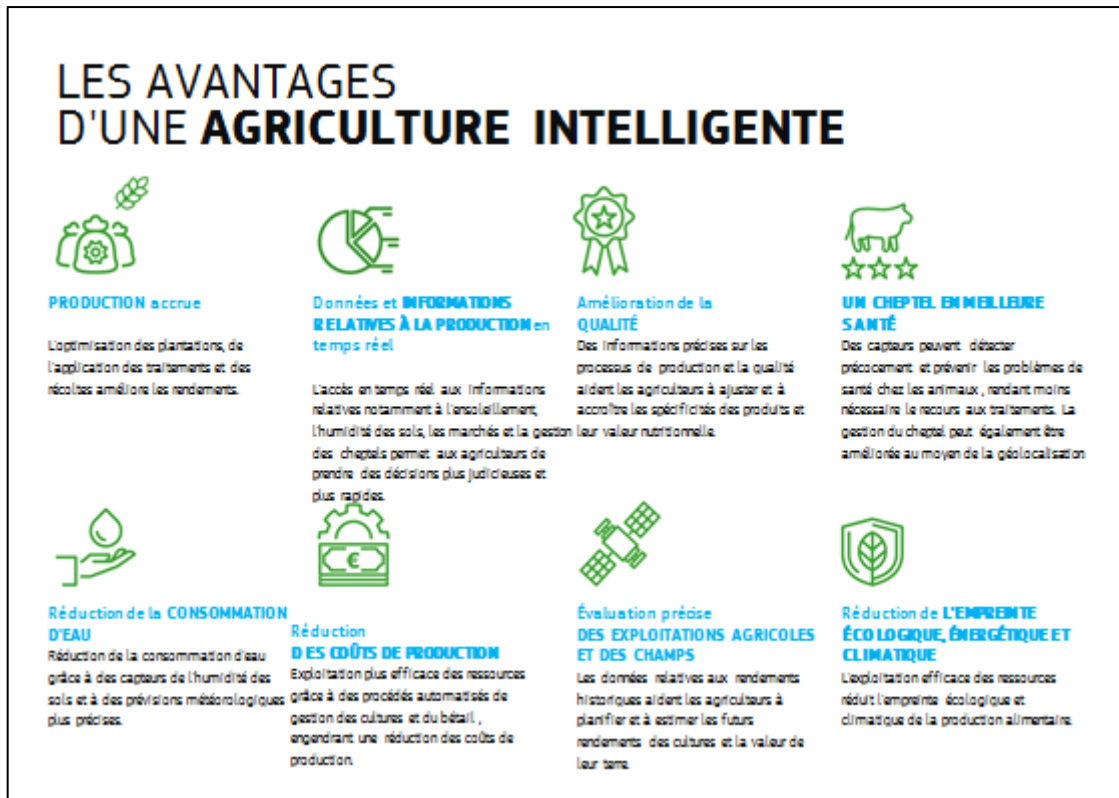 LES AVANTAGES
D'UNE AGRICULTURE INTELLIGENTE
PRODUCTION accrue
L'optimisation des plantations, de
l'application des traitements et des
récoltes améliore les rendements.
Données et INFORMATIONS
RELATIVES À LA PRODUCTION en
temps réel
L'accès en temps réel aux informations
relatives notamment à l'ensoleillement,
l'humidité des sols, les marchés et la gestion
des cheptels permet aux agriculteurs de
prendre des décisions plus judicieuses et
plus rapides.
Amélioration de la
QUALITÉ
Des informations précises sur les
processus de production et la qualité
aident les agriculteurs à ajuster et à
accroître les spécificités des produits et
leur valeur nutritionnelle.
UN CHEPTEL EN MEILLEURE
SANTÉ
Des capteurs peuvent détecter
précocement et prévenir les problèmes de
santé chez les animaux, rendant moins
nécessaire le recours aux traitements. La
gestion du cheptel peut également être
améliorée au moyen de la géolocalisation
Réduction de la CONSOMMATION
D'EAU
Réduction de la consommation d'eau
grâce à des capteurs de l'humidité des
sols et à des prévisions météorologiques
plus précises.
€
Réduction
DES COÛTS DE PRODUCTION
Exploitation plus efficace des ressources
grâce à des procédés automatisés de
gestion des cultures et du bétail,
engendrant une réduction des coûts de
production.
Évaluation précise
DES EXPLOITATIONS AGRICOLES
ET DES CHAMPS
Les données relatives aux rendements
historiques aident les agriculteurs à
planifier et à estimer les futurs
rendements des cultures et la valeur de
leur terre.
Réduction de L'EMPREINTE
ÉCOLOGIQUE, ÉNERGÉTIQUE ET
CLIMATIQUE
L'exploitation efficace des ressources
réduit l'empreinte écologique et
climatique de la production alimentaire.